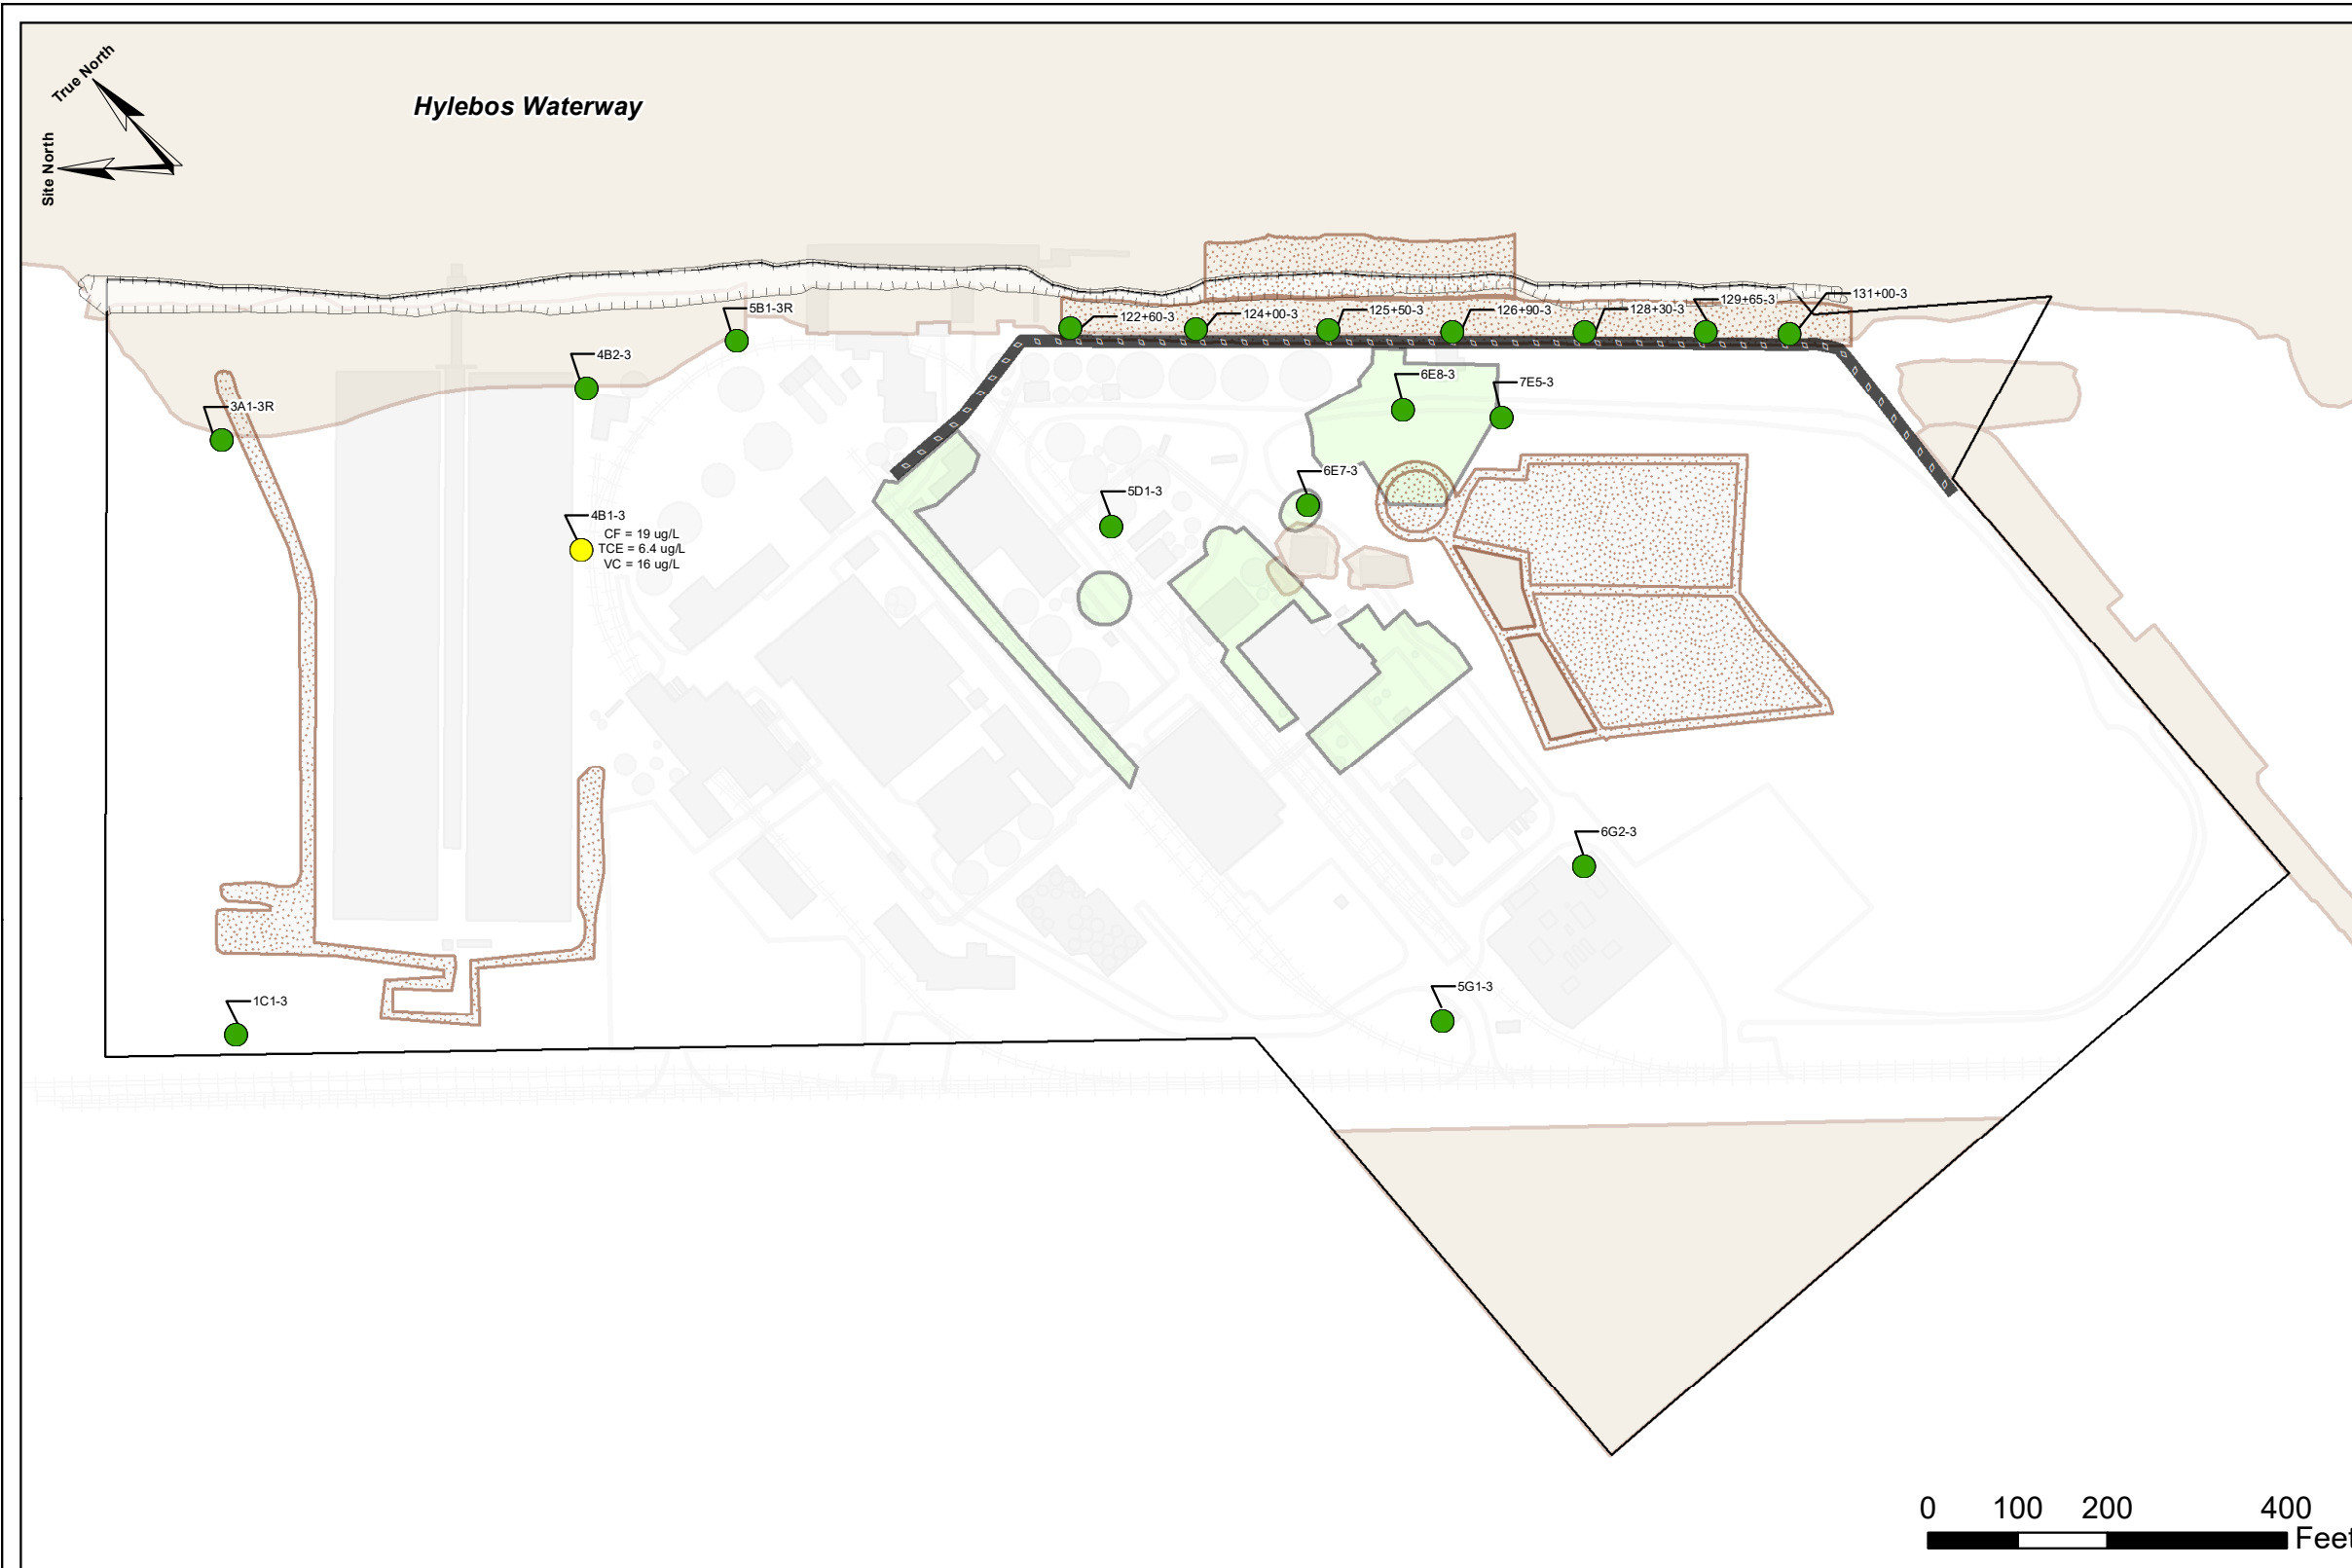 True North
Site North
Hylebos Waterway
5B1-3R
122+60-3
124+00-3
125+50-3
126+90-3
128+30-3
129+65-3
131+00-3
4B2-3
3A1-3R
6E8-3
7E5-3
6E7-3
5D1-3
4B1-3
CF = 19 ug/L
TCE = 6.4 ug/L
VC = 16 ug/L
6G2-3
5G1-3
1C1-3
0 100 200 400
Feet